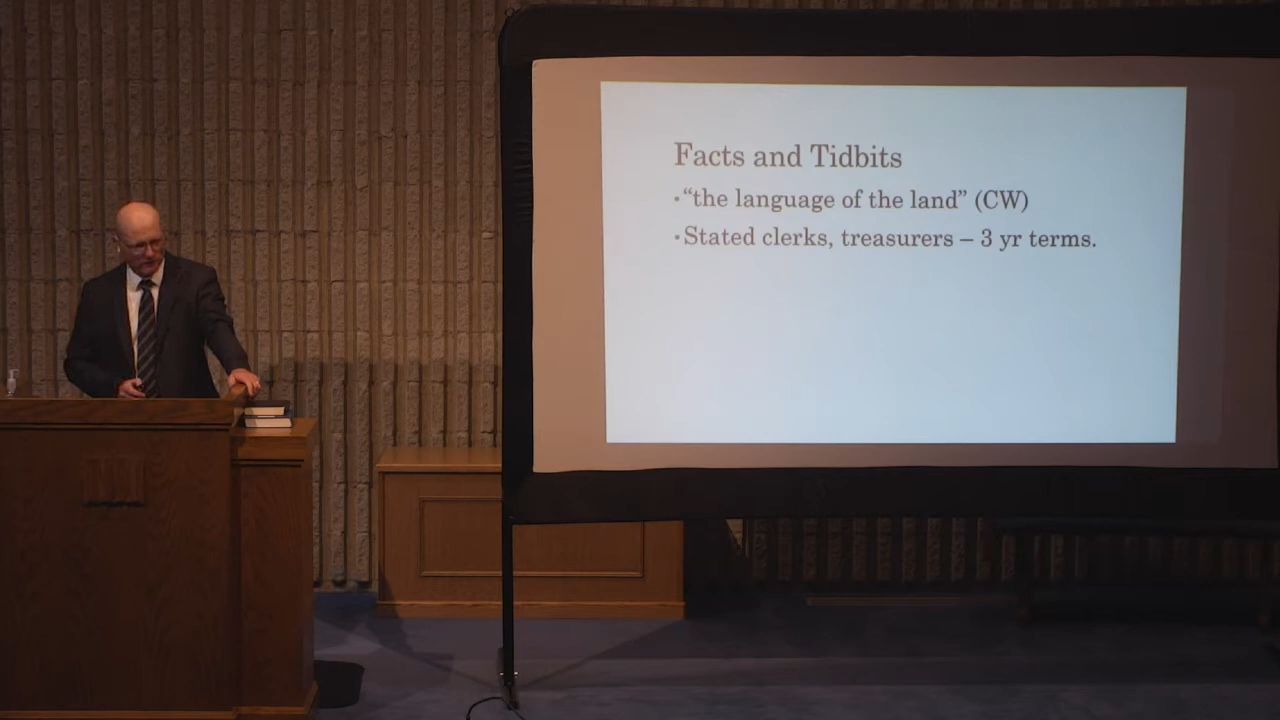 Facts and Tidbits
•“the language of the land” (CW)
•Stated clerks, treasurers – 3 yr terms.